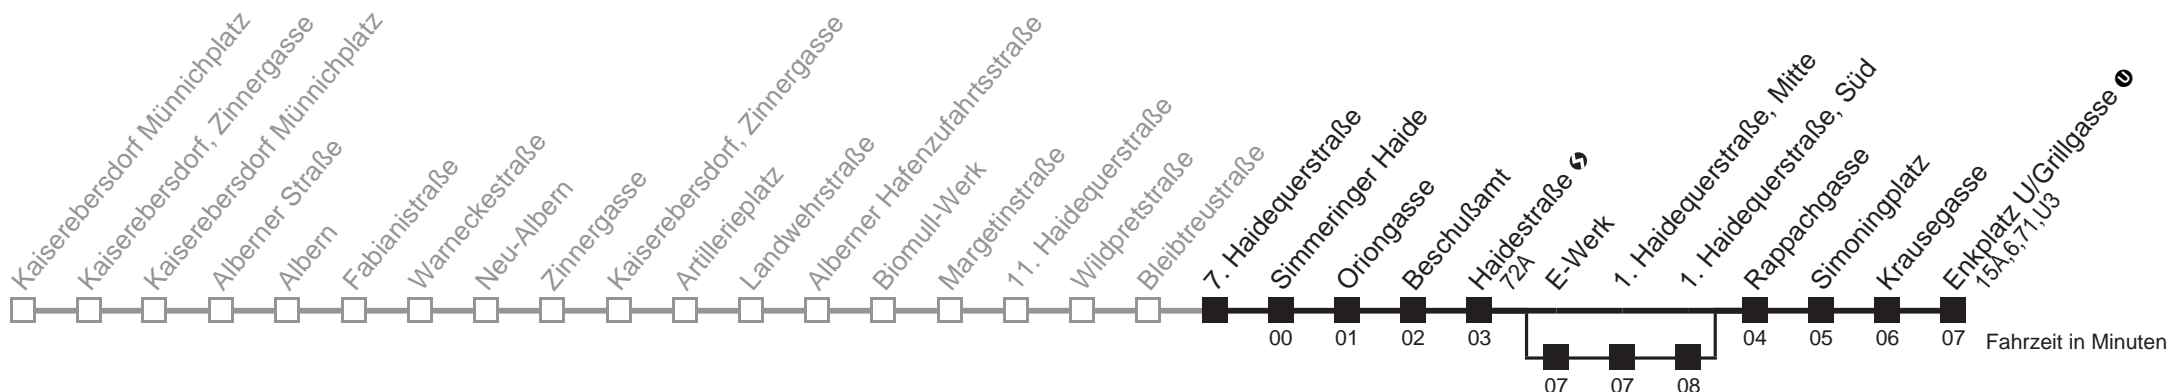 Kaiserebersdorf Münnichplatz
Kaiserebersdorf, Zinnergasse
Kaiserebersdorf Münnichplatz
Alberner Straße
Albern
Fabianistraße
Warneckestraße
Neu-Albern
Zinnergasse
Kaiserebersdorf, Zinnergasse
Artillerieplatz
Landwehrstraße
Alberner Hafenzufahrtsstraße
Biomull-Werk
Margetinstraße
11. Haidequerstraße
Wildpretstraße
Bleibtreustraße
7. Haidequerstraße
Simmeringer Haide
Oriongasse
Beschußamt
Haidestraße
72A
E-Werk
1. Haidequerstraße, Mitte
1. Haidequerstraße, Süd
Rappachgasse
Simoningplatz
Krausegasse
Enkplatz U/Grillgasse U
15A,6,71,U3
00 01 02 03 04 05 06 07 Fahrzeit in Minuten
07 07 08